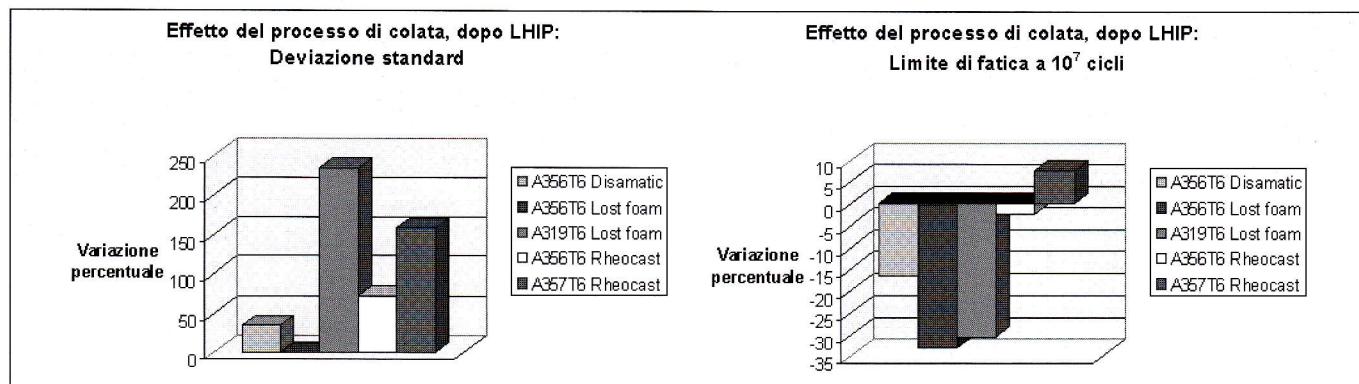 Effetto del processo di colata, dopo LHIP:
Deviazione standard
250
200
150
100
50
0
Variazione
percentuale
A356T6 Disamatic
A356T6 Lost foam
A319T6 Lost foam
A356T6 Rheocast
A357T6 Rheocast
Effetto del processo di colata, dopo LHIP:
Limite di fatica a 10⁷ cicli
10
5
0
-5
-10
-15
-20
-25
-30
-35
Variazione
percentuale
A356T6 Disamatic
A356T6 Lost foam
A319T6 Lost foam
A356T6 Rheocast
A357T6 Rheocast